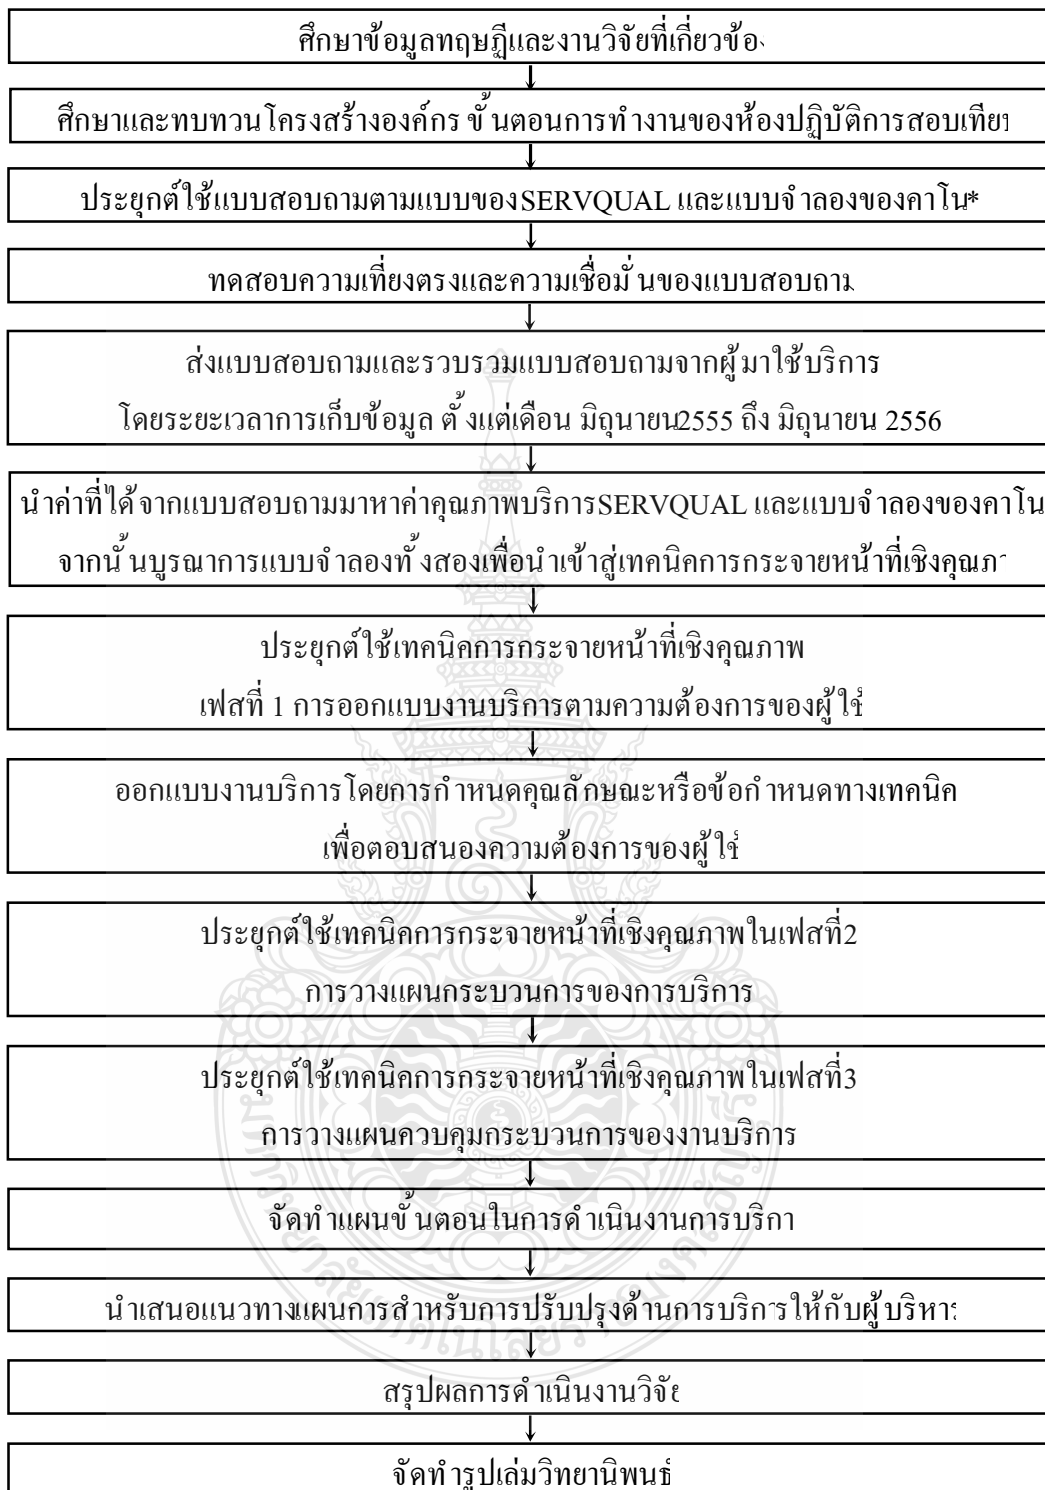 ศึกษาข้อมูลทฤษฎีและงานวิจัยที่เกี่ยวข้อง
ศึกษาและทบทวนโครงสร้างองค์กร ขั้นตอนการทำงานของห้องปฏิบัติการสอบเทียบ
ประยุกต์ใช้แบบสอบถามตามแบบของSERVQUAL และแบบจำลองของคาโน*
ทดสอบความเที่ยงตรงและความเชื่อมั่นของแบบสอบถาม
ส่งแบบสอบถามและรวบรวมแบบสอบถามจากผู้มาใช้บริการ
โดยระยะเวลาการเก็บข้อมูล ตั้งแต่เดือน มิถุนายน2555 ถึง มิถุนายน 2556
นำค่าที่ได้จากแบบสอบถามมาหาค่าคุณภาพบริการSERVQUAL และแบบจำลองของคาโน
จากนั้นบูรณาการแบบจำลองทั้งสองเพื่อนำเข้าสู่เทคนิคการกระจายหน้าที่เชิงคุณภา
ประยุกต์ใช้เทคนิคการกระจายหน้าที่เชิงคุณภาพ
เฟสที่ 1 การออกแบบงานบริการตามความต้องการของผู้ใช้
ออกแบบงานบริการโดยการกำหนดคุณลักษณะหรือข้อกำหนดทางเทคนิค
เพื่อตอบสนองความต้องการของผู้ใช้
ประยุกต์ใช้เทคนิคการกระจายหน้าที่เชิงคุณภาพในเฟสที่2
การวางแผนกระบวนการของการบริการ
ประยุกต์ใช้เทคนิคการกระจายหน้าที่เชิงคุณภาพในเฟสที่3
การวางแผนควบคุมกระบวนการของงานบริการ
จัดทำแผนขั้นตอนในการดำเนินงานการบริกา
นำเสนอแนวทางแผนการสำหรับการปรับปรุงด้านการบริการให้กับผู้บริหาร
สรุปผลการดำเนินงานวิจัย
จัดทำรูปเล่มวิทยานิพนธ์
มหาวิทยาลัยเทคโนโลยีราชมงคลธัญบุรี